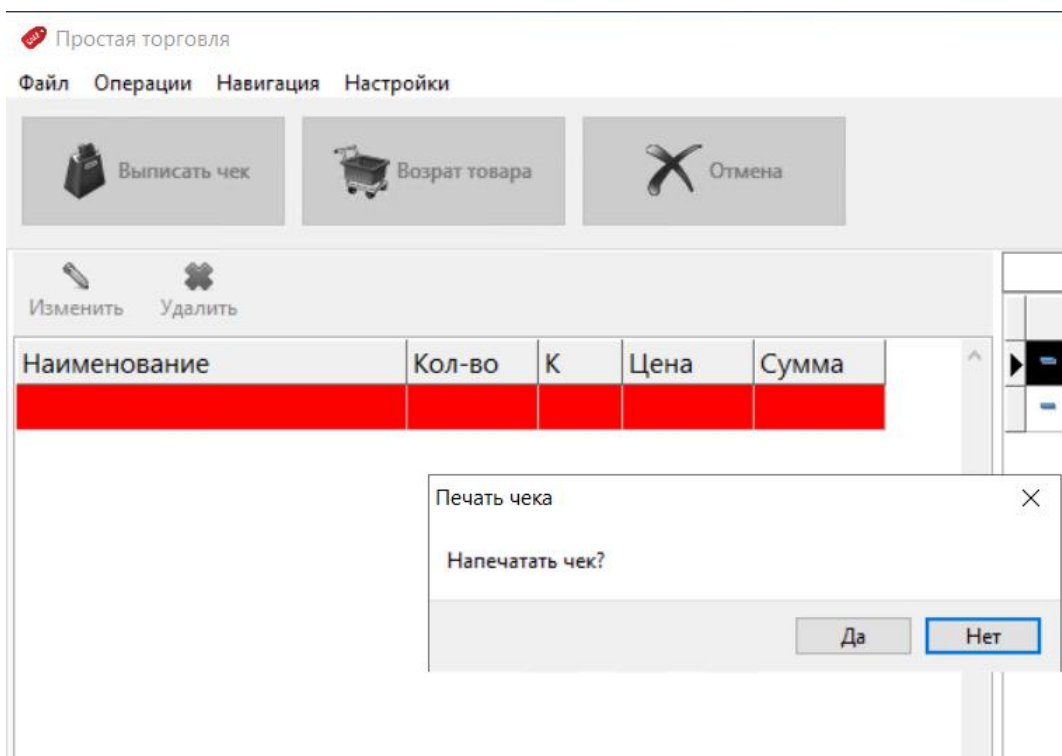 Простая торговля
Файл Операции Навигация Настройки
Выписать чек Возрат товара Отмена
Изменить Удалить
Наименование Кол-во К Цена Сумма
Печать чека
Напечатать чек?
Да Нет